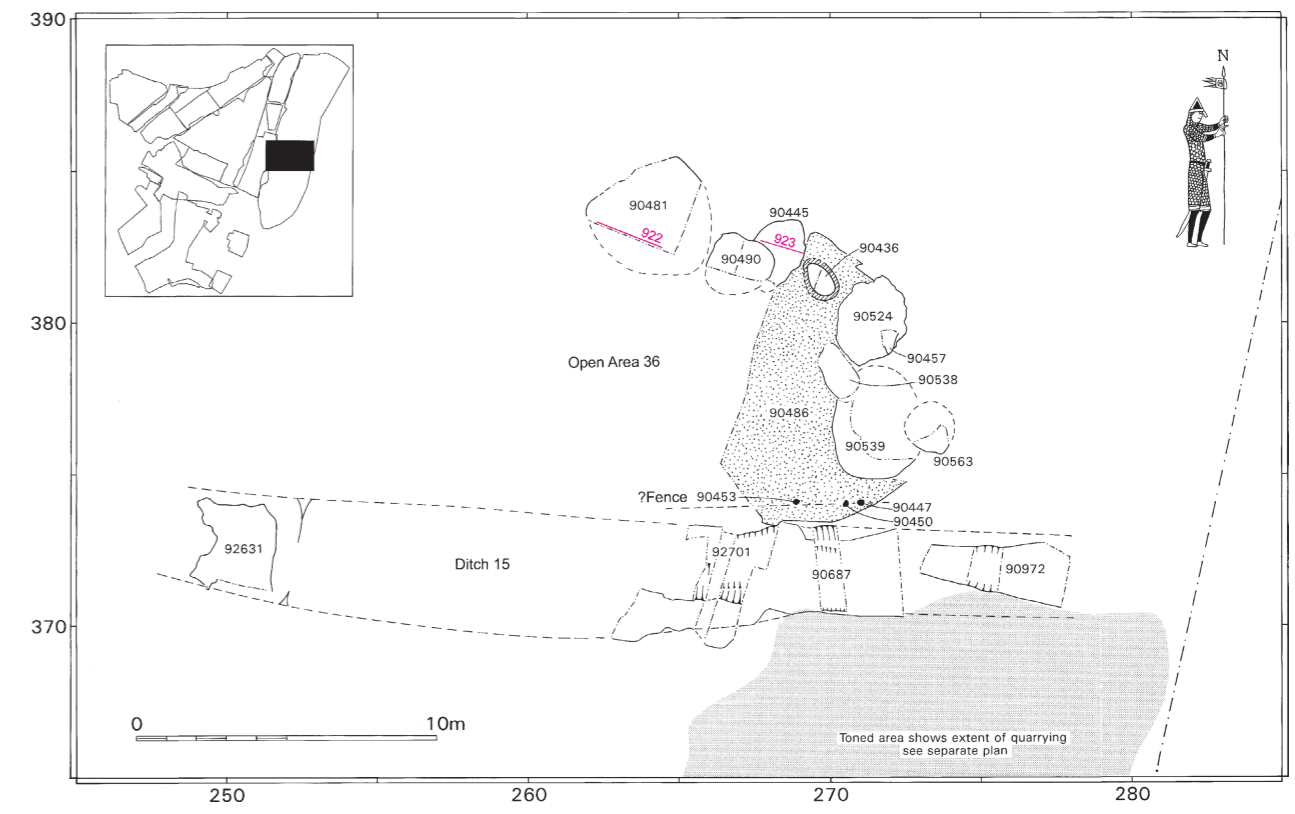 390
N
90481
90445
922
923
90436
90490
90524
380
90457
Open Area 36
90538
90486
90539
90563
?Fence 90453
90447
90450
92631
92701
Ditch 15
90687
90972
370
0 10m
Toned area shows extent of quarrying
see separate plan
250 260 270 280